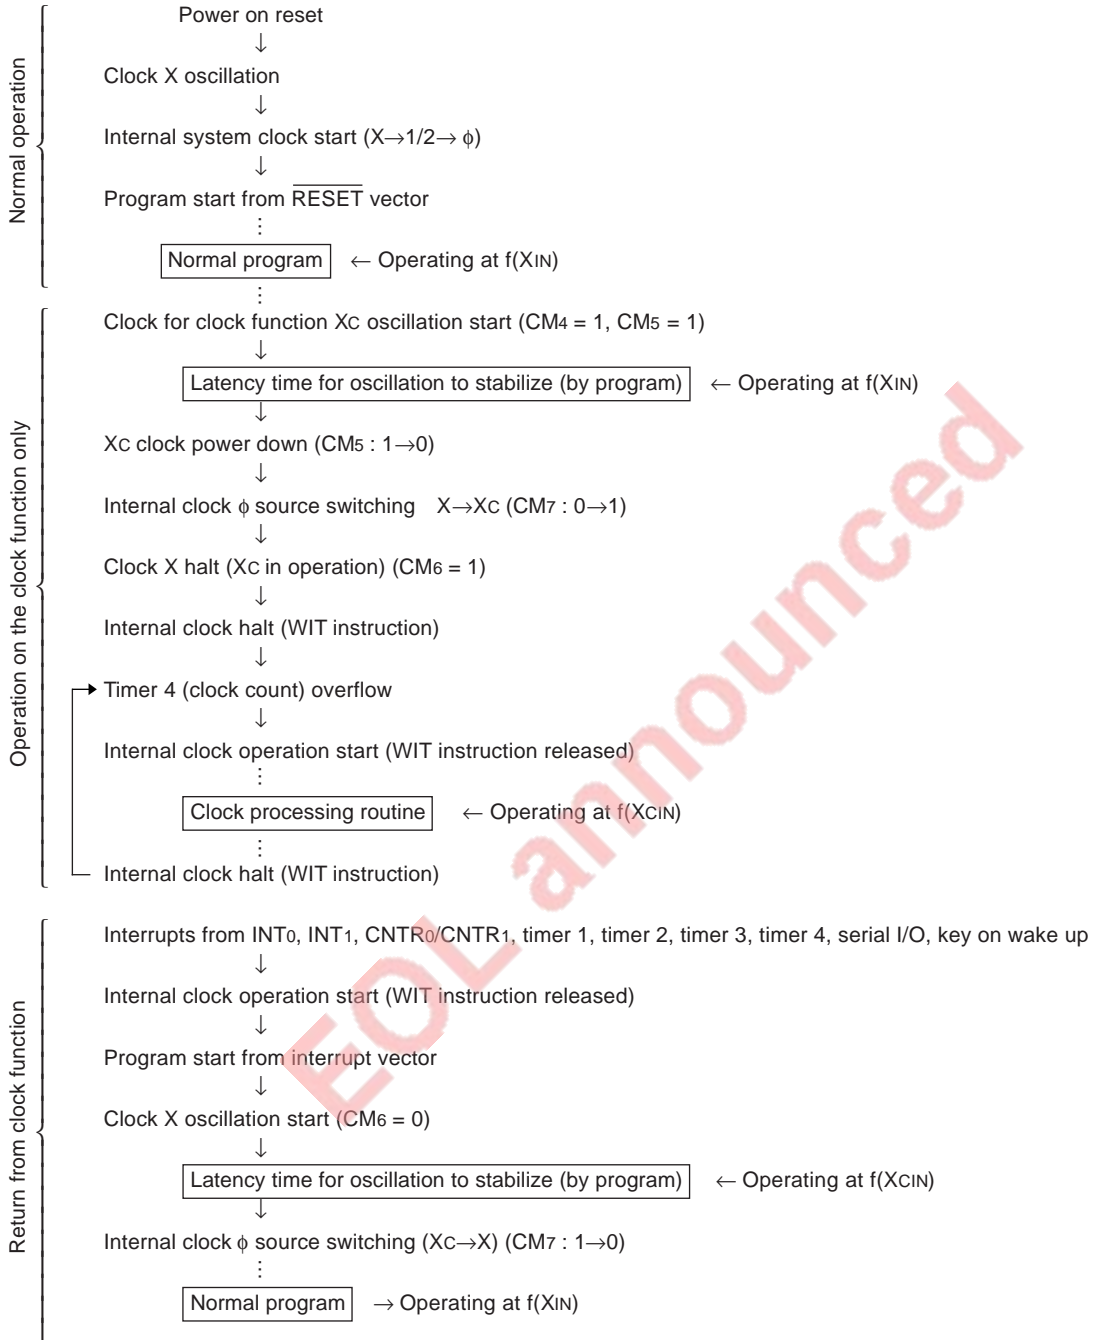 Normal operation
Power on reset
↓
Clock X oscillation
↓
Internal system clock start (X→1/2→ ϕ)
↓
Program start from R̅E̅S̅E̅T̅ vector
⋮
Normal program ← Operating at f(XIN)
⋮
Operation on the clock function only
Clock for clock function XC oscillation start (CM4 = 1, CM5 = 1)
↓
Latency time for oscillation to stabilize (by program) ← Operating at f(XIN)
↓
XC clock power down (CM5 : 1→0)
↓
Internal clock ϕ source switching X→XC (CM7 : 0→1)
↓
Clock X halt (XC in operation) (CM6 = 1)
↓
Internal clock halt (WIT instruction)
↓
Timer 4 (clock count) overflow
↓
Internal clock operation start (WIT instruction released)
⋮
Clock processing routine ← Operating at f(XCIN)
⋮
Internal clock halt (WIT instruction)
Return from clock function
Interrupts from INT0, INT1, CNTR0/CNTR1, timer 1, timer 2, timer 3, timer 4, serial I/O, key on wake up
↓
Internal clock operation start (WIT instruction released)
↓
Program start from interrupt vector
↓
Clock X oscillation start (CM6 = 0)
↓
Latency time for oscillation to stabilize (by program) ← Operating at f(XCIN)
↓
Internal clock ϕ source switching (XC→X) (CM7 : 1→0)
⋮
Normal program → Operating at f(XIN)
EOL announced